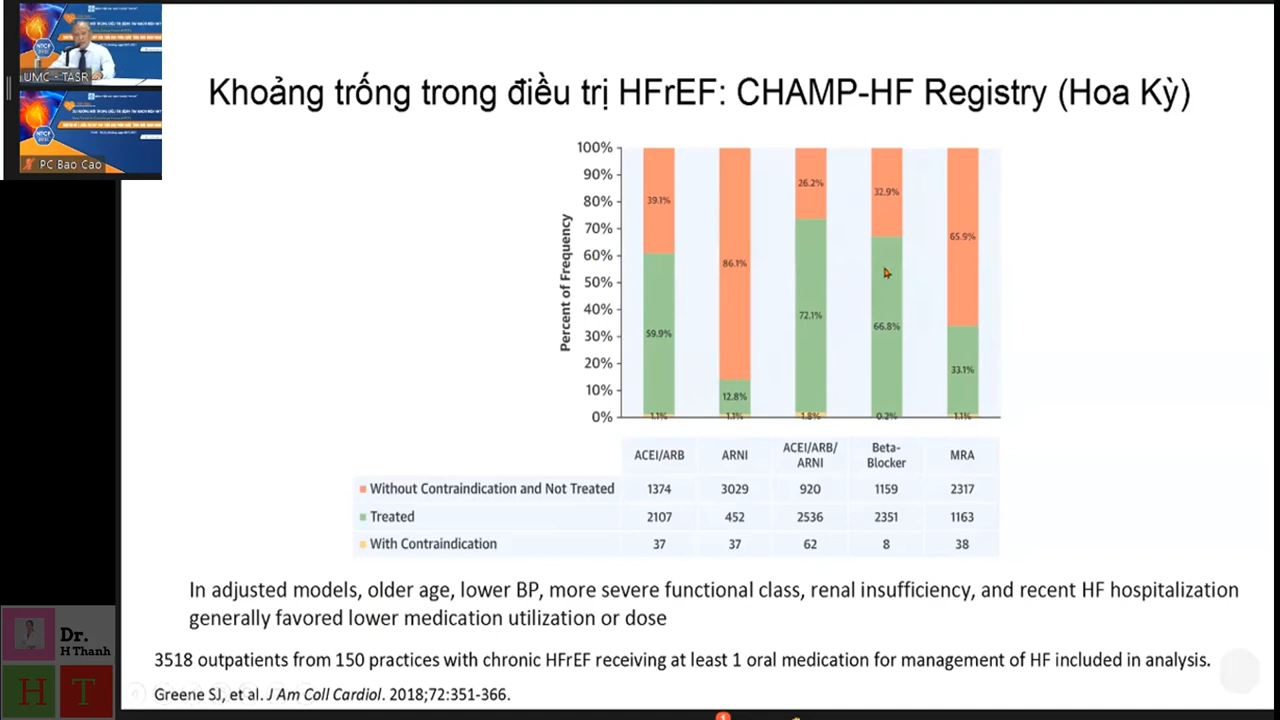 UMC - TASR
PC Bao Cao
Khoảng trống trong điều trị HFrEF: CHAMP-HF Registry (Hoa Kỳ)
Percent of Frequency
100%
90%
80%
70%
60%
50%
40%
30%
20%
10%
0%
39.1%
59.9%
1.1%
86.1%
12.8%
1.1%
26.2%
72.1%
1.8%
32.9%
66.8%
0.2%
65.9%
33.1%
1.1%
ACEI/ARB ARNI ACEI/ARB/ARNI Beta-Blocker MRA
Without Contraindication and Not Treated 1374 3029 920 1159 2317
Treated 2107 452 2536 2351 1163
With Contraindication 37 37 62 8 38
In adjusted models, older age, lower BP, more severe functional class, renal insufficiency, and recent HF hospitalization
generally favored lower medication utilization or dose
3518 outpatients from 150 practices with chronic HFrEF receiving at least 1 oral medication for management of HF included in analysis.
Greene SJ, et al. J Am Coll Cardiol. 2018;72:351-366.
Dr.
H Thanh
H T